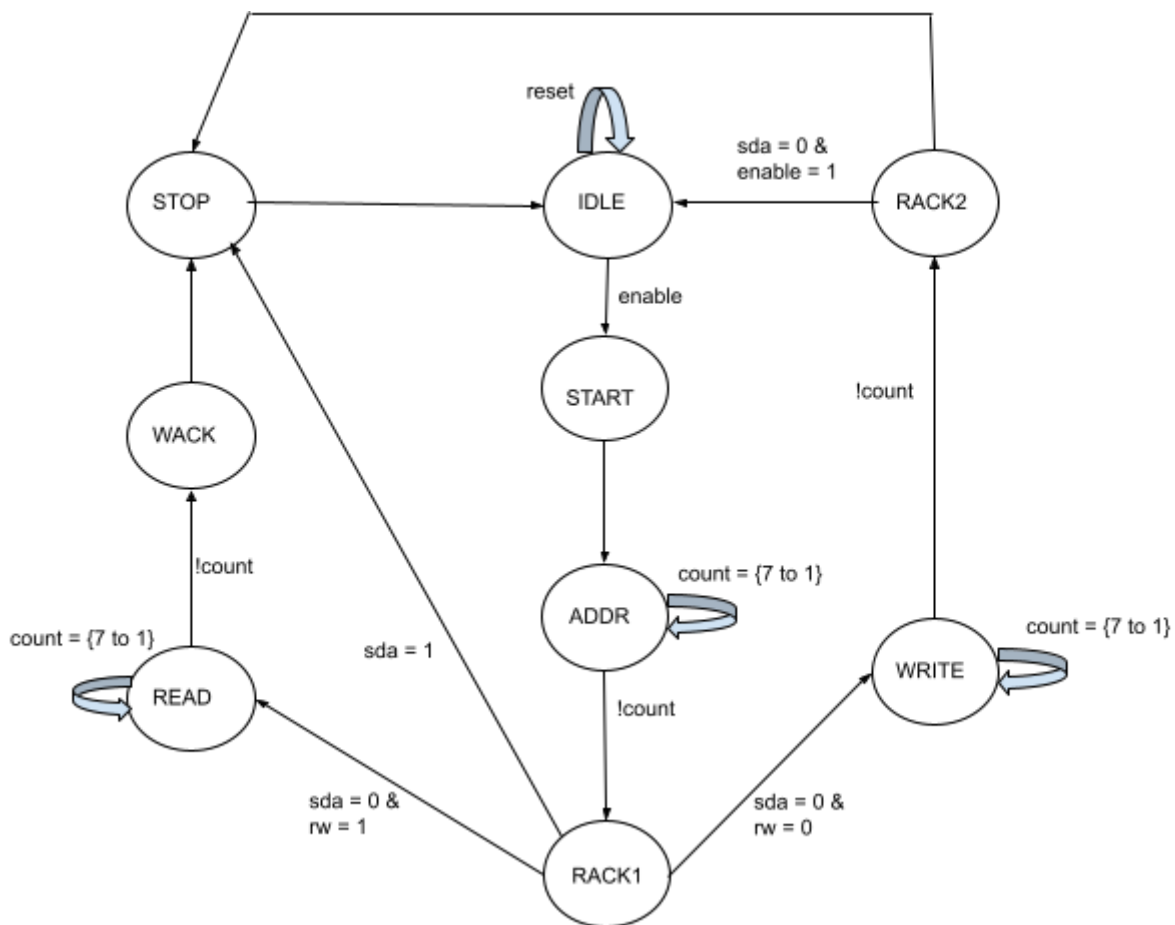 reset
sda = 0 &
enable = 1
STOP
IDLE
RACK2
enable
START
!count
WACK
!count
count = {7 to 1}
ADDR
count = {7 to 1}
READ
sda = 1
!count
count = {7 to 1}
WRITE
sda = 0 &
rw = 1
sda = 0 &
rw = 0
RACK1